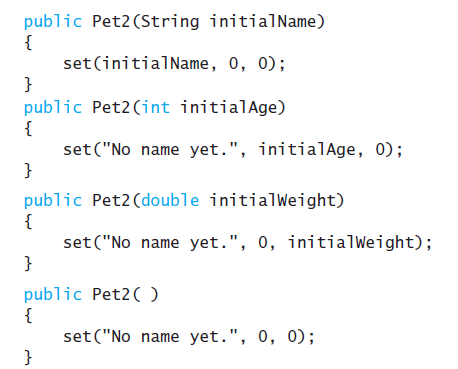 public Pet2(String initialName)
{
    set(initialName, 0, 0);
}
public Pet2(int initialAge)
{
    set("No name yet.", initialAge, 0);
}
public Pet2(double initialWeight)
{
    set("No name yet.", 0, initialWeight);
}
public Pet2( )
{
    set("No name yet.", 0, 0);
}